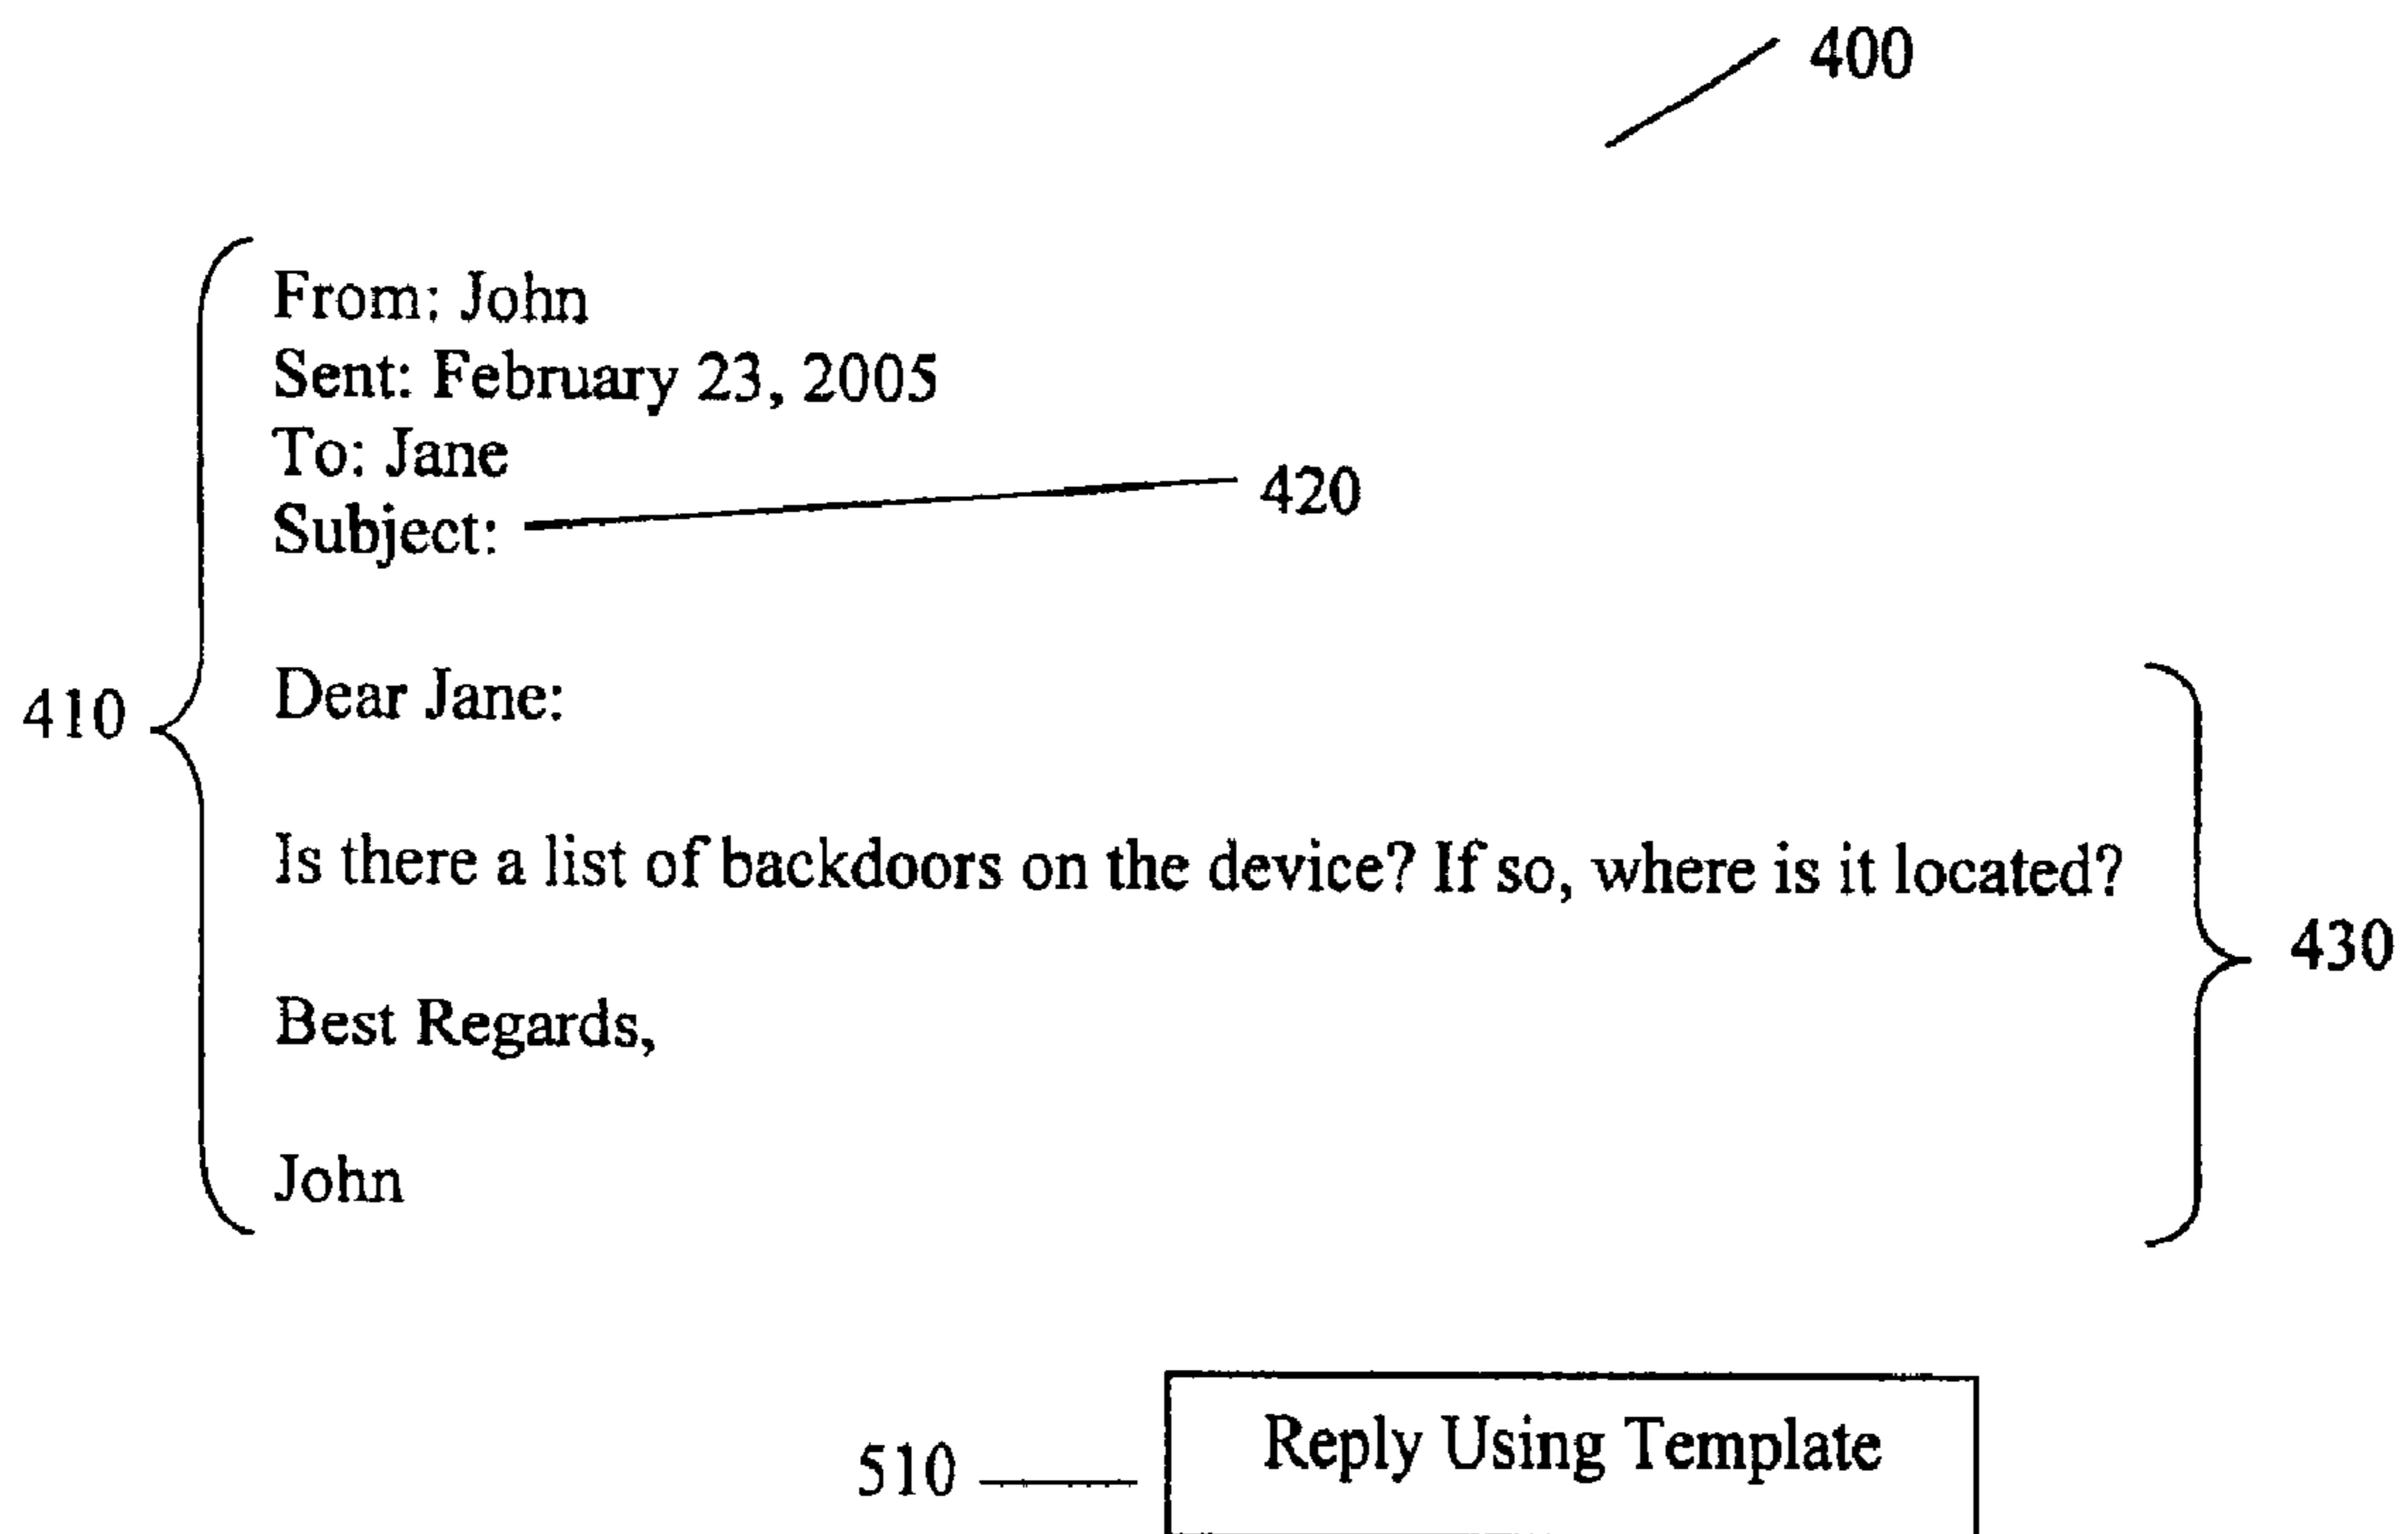 400
From: John
Sent: February 23, 2005
To: Jane
Subject:
420
Dear Jane:
410
Is there a list of backdoors on the device? If so, where is it located?
430
Best Regards,
John
510
Reply Using Template